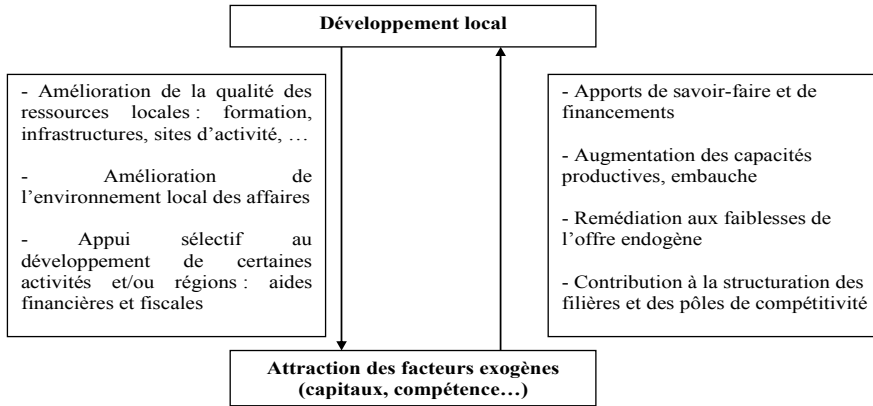 Développement local
- Amélioration de la qualité des
ressources locales : formation,
infrastructures, sites d'activité, …
- Amélioration de
l'environnement local des affaires
- Appui sélectif au
développement de certaines
activités et/ou régions : aides
financières et fiscales
- Apports de savoir-faire et de
financements
- Augmentation des capacités
productives, embauche
- Remédiation aux faiblesses de
l'offre endogène
- Contribution à la structuration des
filières et des pôles de compétitivité
Attraction des facteurs exogènes
(capitaux, compétence…)